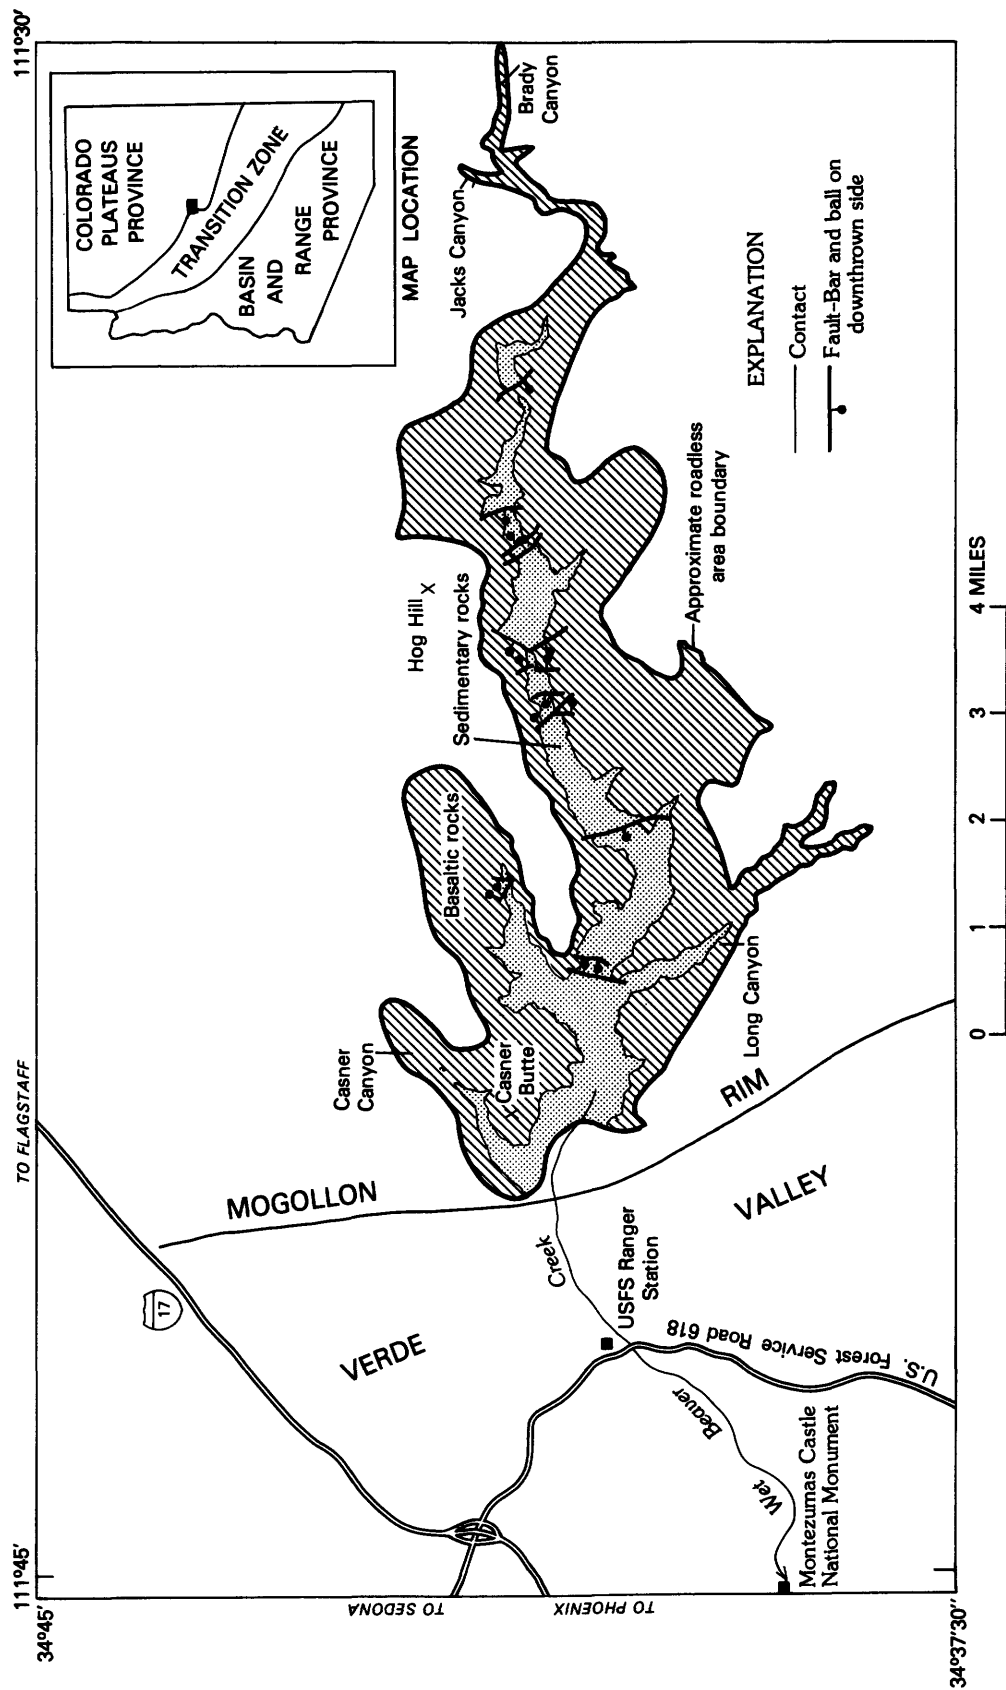 111°45'
111°30'
34°45'
34°37'30"
TO FLAGSTAFF
17
TO SEDONA
TO PHOENIX
MOGOLLON
RIM
VERDE
VALLEY
Casner
Canyon
Casner
Butte
Basaltic rocks
Sedimentary rocks
Hog Hill X
Jacks Canyon
Brady
Canyon
Long Canyon
Approximate roadless
area boundary
Wet
Beaver
Creek
USFS Ranger
Station
U.S. Forest Service Road 618
Montezumas Castle
National Monument
COLORADO
PLATEAUS
PROVINCE
TRANSITION ZONE
BASIN
AND
RANGE
PROVINCE
MAP LOCATION
EXPLANATION
Contact
Fault-Bar and ball on
downthrown side
0 1 2 3 4 MILES